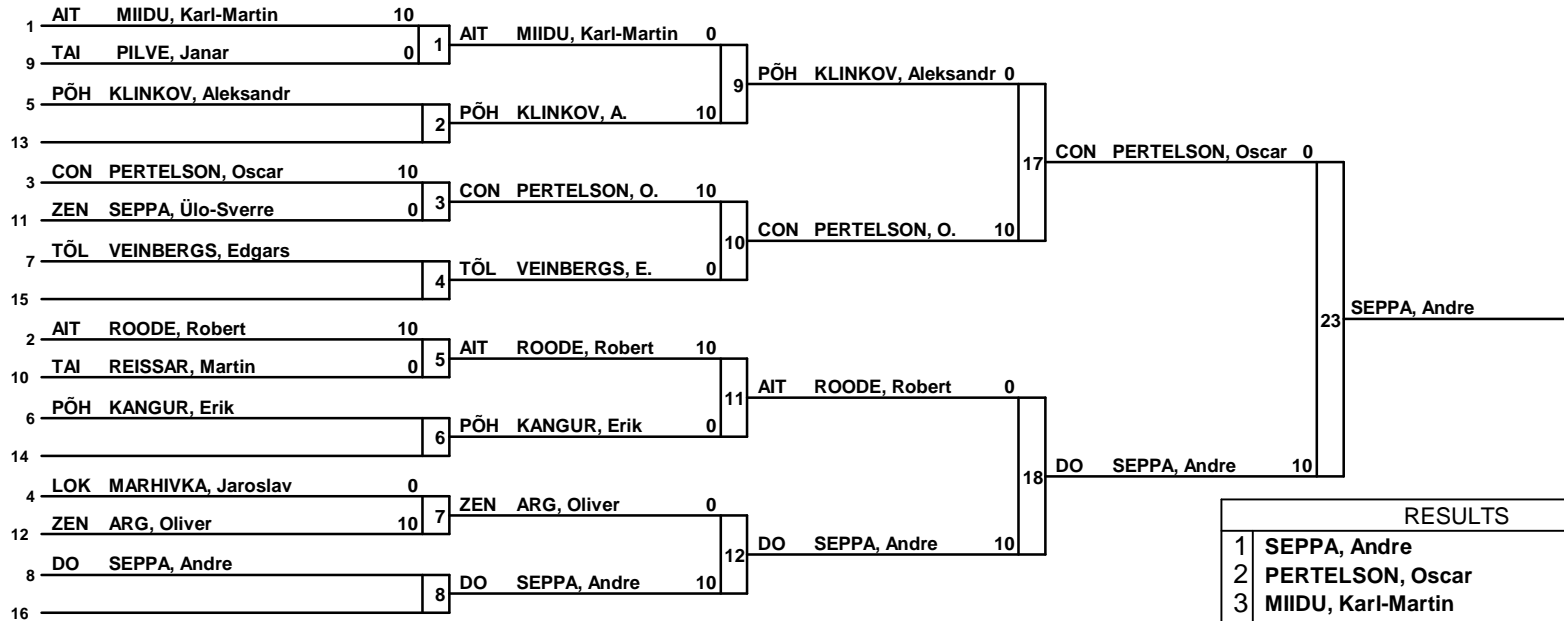 1 AIT MIIDU, Karl-Martin 10
1 AIT MIIDU, Karl-Martin 0
9 TAI PILVE, Janar 0
9 PÕH KLINKOV, Aleksandr 0
5 PÕH KLINKOV, Aleksandr
2 PÕH KLINKOV, A. 10
13
17 CON PERTELSON, Oscar 0
3 CON PERTELSON, Oscar 10
3 CON PERTELSON, O. 10
11 ZEN SEPPA, Ülo-Sverre 0
10 CON PERTELSON, O. 10
7 TÕL VEINBERGS, Edgars
4 TÕL VEINBERGS, E. 0
15
23 SEPPA, Andre
2 AIT ROODE, Robert 10
5 AIT ROODE, Robert 10
10 TAI REISSAR, Martin 0
11 AIT ROODE, Robert 0
6 PÕH KANGUR, Erik
6 PÕH KANGUR, Erik 0
14
18 DO SEPPA, Andre 10
4 LOK MARHIVKA, Jaroslav 0
7 ZEN ARG, Oliver 0
12 ZEN ARG, Oliver 10
12 DO SEPPA, Andre 10
8 DO SEPPA, Andre
8 DO SEPPA, Andre 10
16
RESULTS
1 SEPPA, Andre
2 PERTELSON, Oscar
3 MIIDU, Karl-Martin